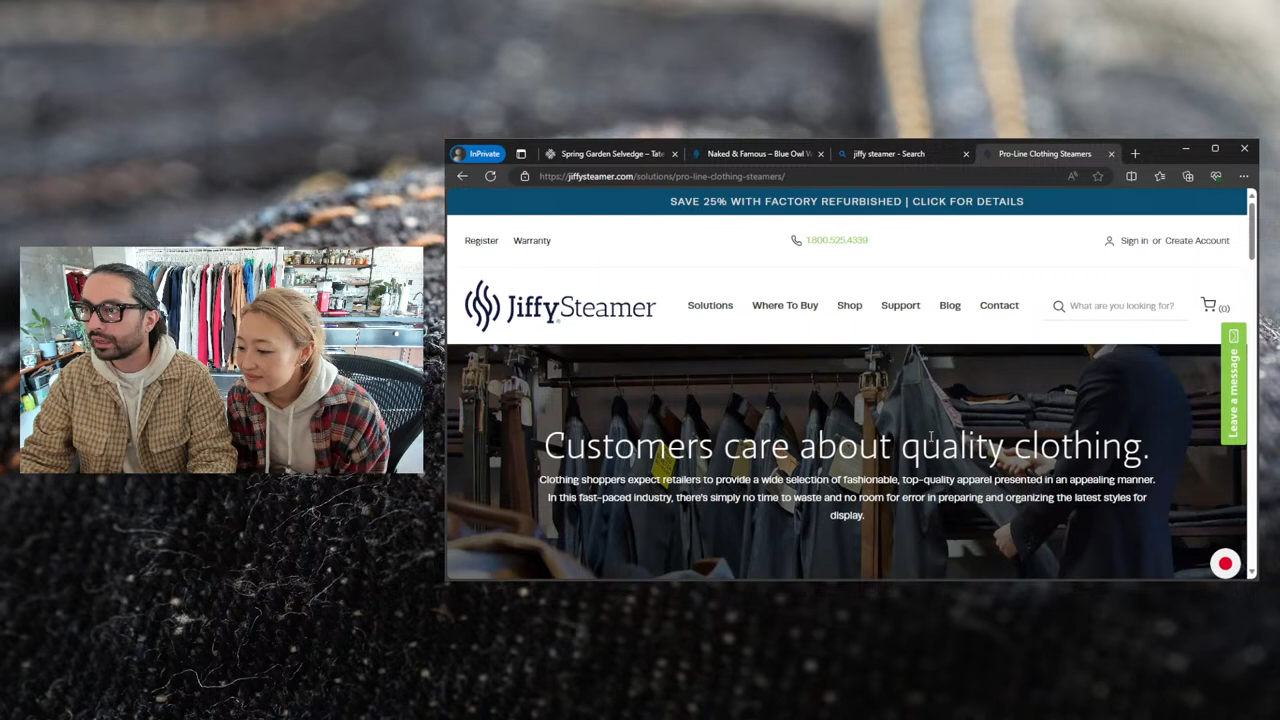 InPrivate
Spring Garden Selvedge – Tate
Naked & Famous – Blue Owl W
jiffy steamer - Search
Pro-Line Clothing Steamers
https://jiffysteamer.com/solutions/pro-line-clothing-steamers/
SAVE 25% WITH FACTORY REFURBISHED | CLICK FOR DETAILS
Register Warranty
1.800.525.4339
Sign in or Create Account
JiffySteamer
Solutions Where To Buy Shop Support Blog Contact
What are you looking for?
(0)
Leave a message
Customers care about quality clothing.
Clothing shoppers expect retailers to provide a wide selection of fashionable, top-quality apparel presented in an appealing manner.
In this fast-paced industry, there's simply no time to waste and no room for error in preparing and organizing the latest styles for
display.